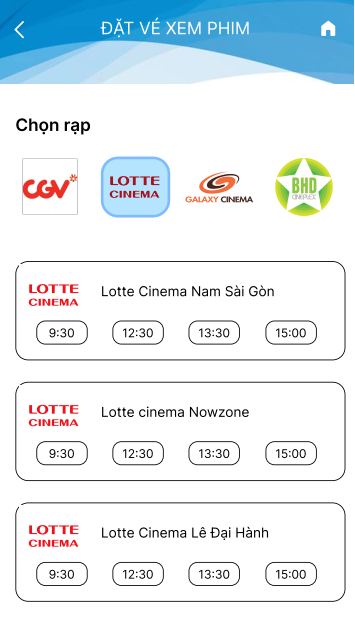 ĐẶT VÉ XEM PHIM
Chọn rạp
CGV
LOTTE
CINEMA
GALAXY CINEMA
BHD
CINEPLEX
LOTTE
CINEMA
Lotte Cinema Nam Sài Gòn
9:30 12:30 13:30 15:00
LOTTE
CINEMA
Lotte cinema Nowzone
9:30 12:30 13:30 15:00
LOTTE
CINEMA
Lotte Cinema Lê Đại Hành
9:30 12:30 13:30 15:00